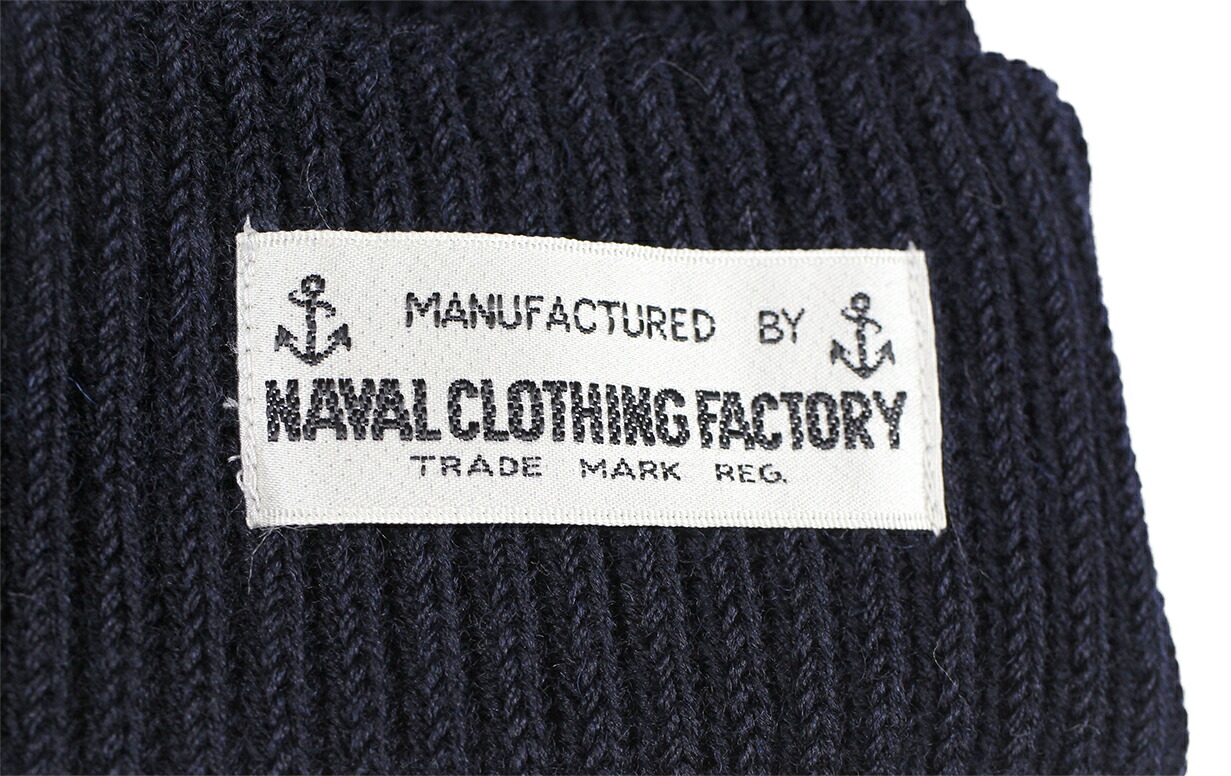 MANUFACTURED BY
NAVAL CLOTHING FACTORY
TRADE MARK REG.